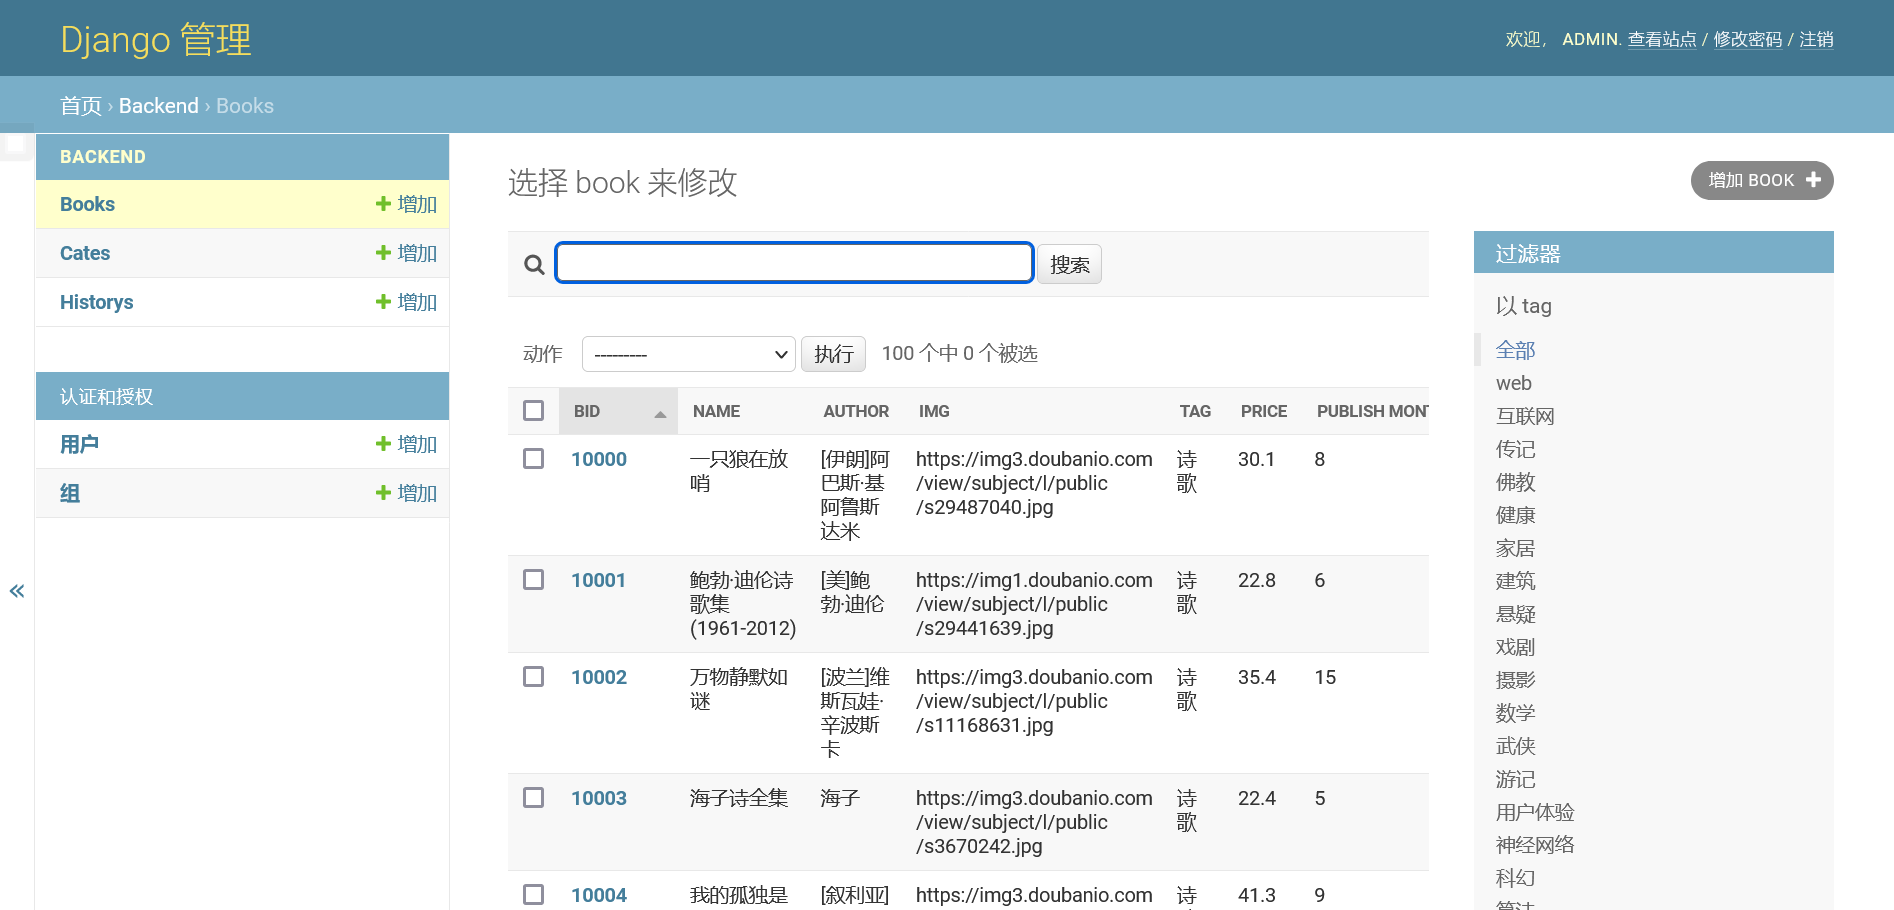 Django 管理
欢迎， ADMIN. 查看站点 / 修改密码 / 注销
首页 › Backend › Books
BACKEND
Books
增加
Cates
增加
Historys
增加
认证和授权
用户
增加
组
增加
«
选择 book 来修改
增加 BOOK
搜索
动作
---------
执行
100 个中 0 个被选
BID NAME AUTHOR IMG TAG PRICE PUBLISH MONT
10000 一只狼在放 [伊朗]阿 https://img3.doubanio.com 诗 30.1 8
哨 巴斯·基 /view/subject/l/public 歌
阿鲁斯 /s29487040.jpg
达米
10001 鲍勃·迪伦诗 [美]鲍 https://img1.doubanio.com 诗 22.8 6
歌集 勃·迪伦 /view/subject/l/public 歌
(1961-2012) /s29441639.jpg
10002 万物静默如 [波兰]维 https://img3.doubanio.com 诗 35.4 15
谜 斯瓦娃· /view/subject/l/public 歌
辛波斯 /s11168631.jpg
卡
10003 海子诗全集 海子 https://img3.doubanio.com 诗 22.4 5
/view/subject/l/public 歌
/s3670242.jpg
10004 我的孤独是 [叙利亚] https://img3.doubanio.com 诗 41.3 9
过滤器
以 tag
全部
web
互联网
传记
佛教
健康
家居
建筑
悬疑
戏剧
摄影
数学
武侠
游记
用户体验
神经网络
科幻